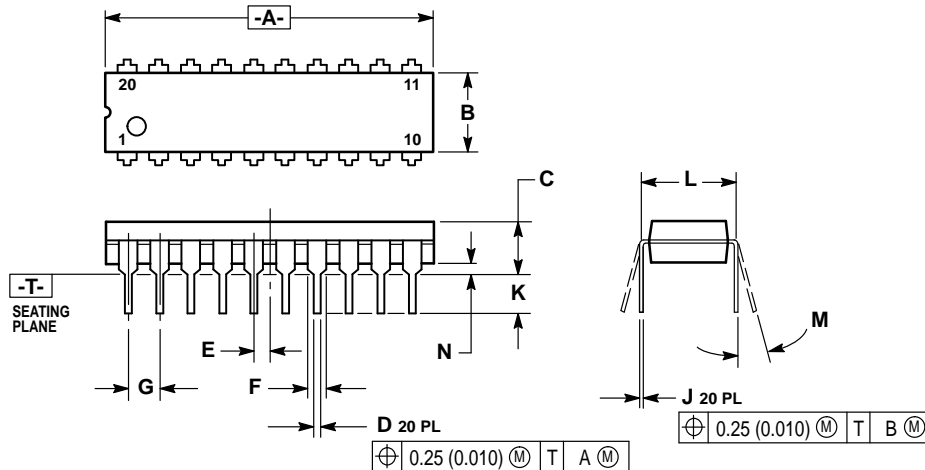 -A-
20 11
B
1 10
C
L
-T-
SEATING
PLANE
K
M
E
N
G
F
J 20 PL
D 20 PL
⌖ 0.25 (0.010) Ⓜ T B Ⓜ
⌖ 0.25 (0.010) Ⓜ T A Ⓜ